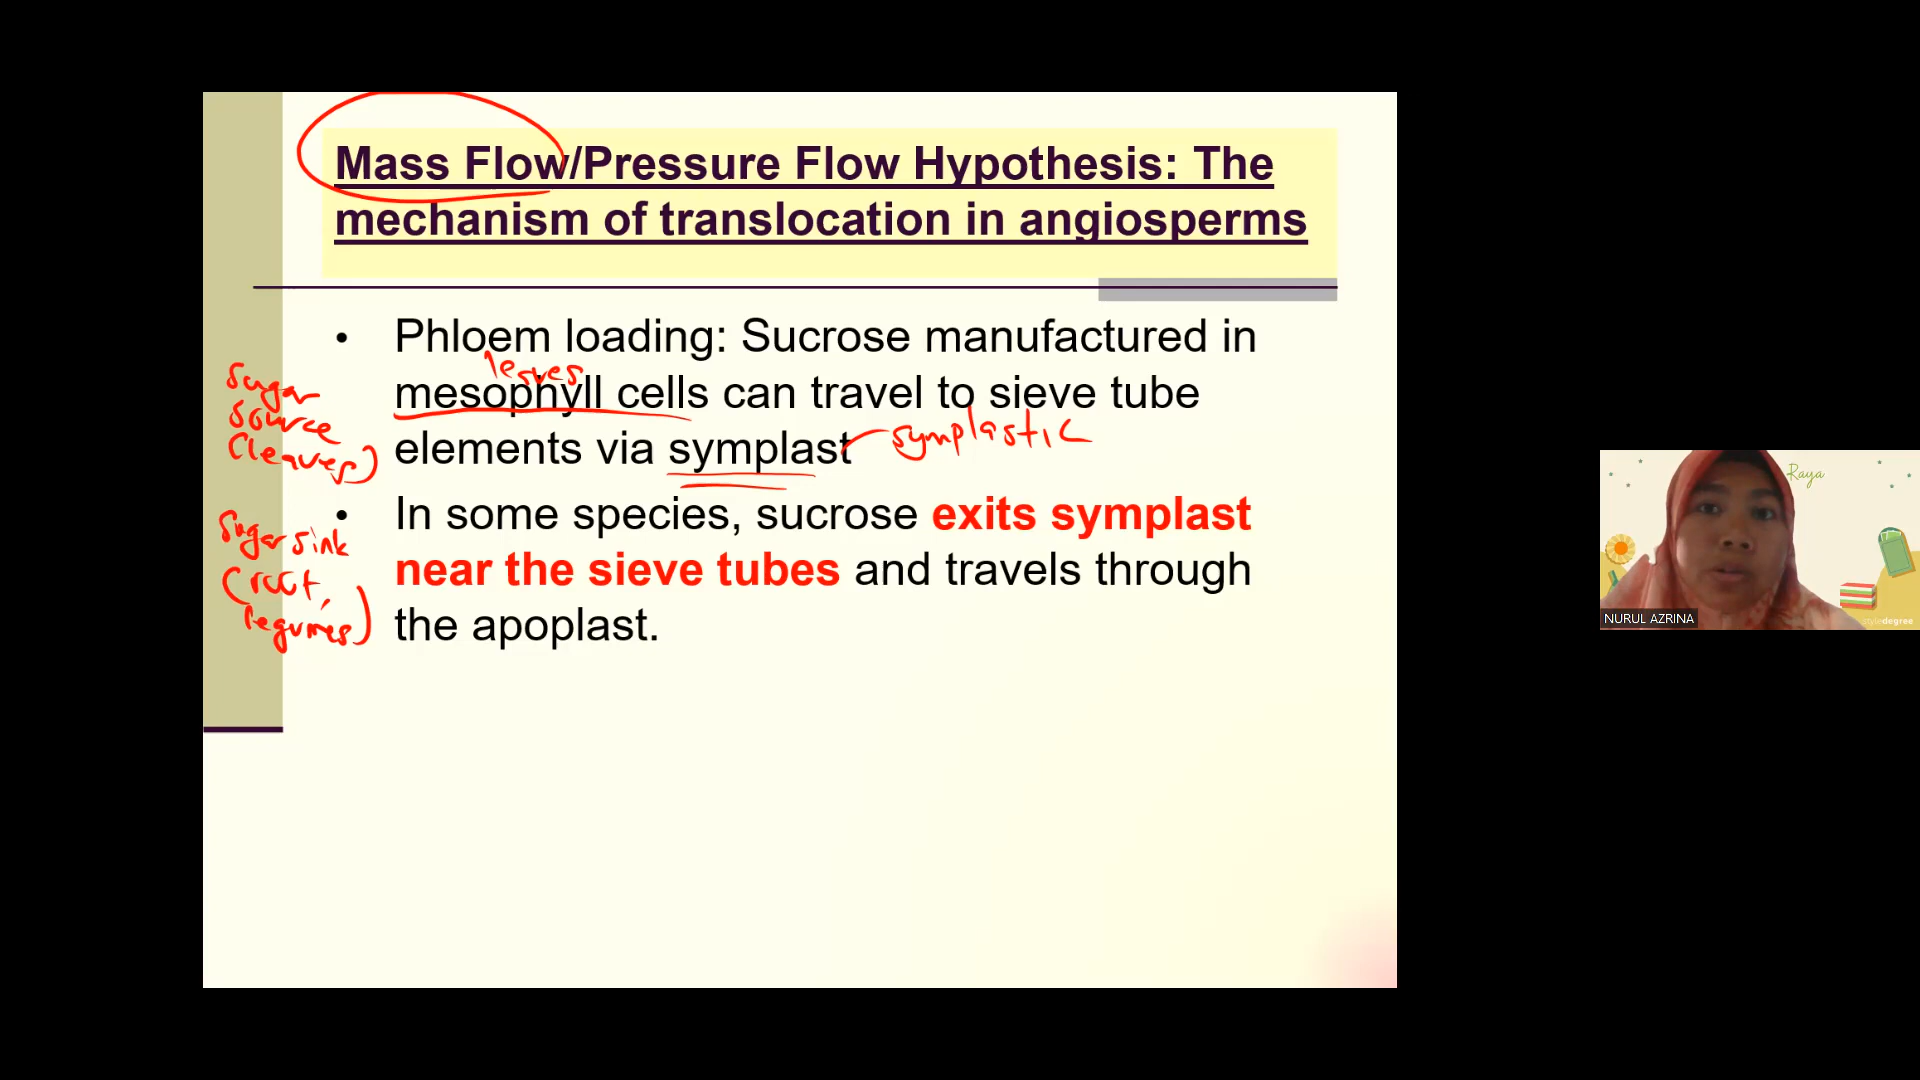 Mass Flow/Pressure Flow Hypothesis: The
mechanism of translocation in angiosperms
• Phloem loading: Sucrose manufactured in
leaves
mesophyll cells can travel to sieve tube
elements via symplast
symplastic
• In some species, sucrose exits symplast
near the sieve tubes and travels through
the apoplast.
Sugar
source
(leaves)
Sugar sink
(root,
legumes)
Raya
NURUL AZRINA
styledegree